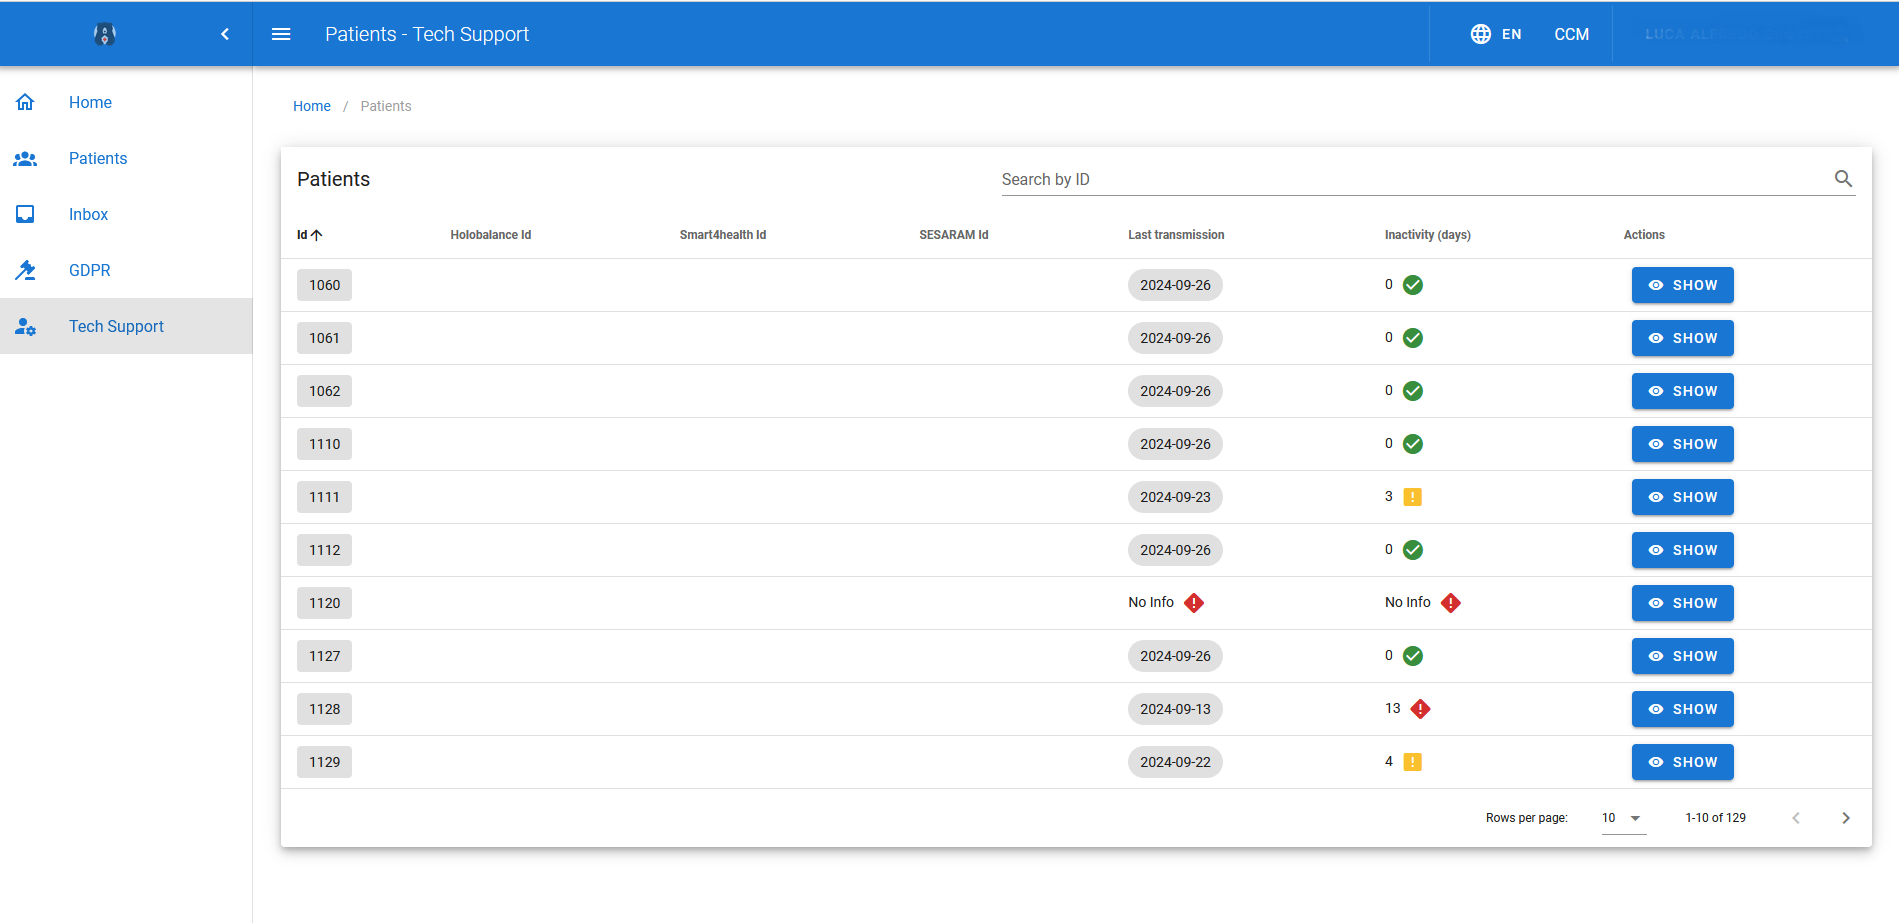 Patients - Tech Support
EN
CCM
LUCA
Home
Patients
Inbox
GDPR
Tech Support
Home / Patients
Patients
Search by ID
Id Holobalance Id Smart4health Id SESARAM Id Last transmission Inactivity (days) Actions
1060 2024-09-26 0 SHOW
1061 2024-09-26 0 SHOW
1062 2024-09-26 0 SHOW
1110 2024-09-26 0 SHOW
1111 2024-09-23 3 SHOW
1112 2024-09-26 0 SHOW
1120 No Info No Info SHOW
1127 2024-09-26 0 SHOW
1128 2024-09-13 13 SHOW
1129 2024-09-22 4 SHOW
Rows per page: 10 1-10 of 129